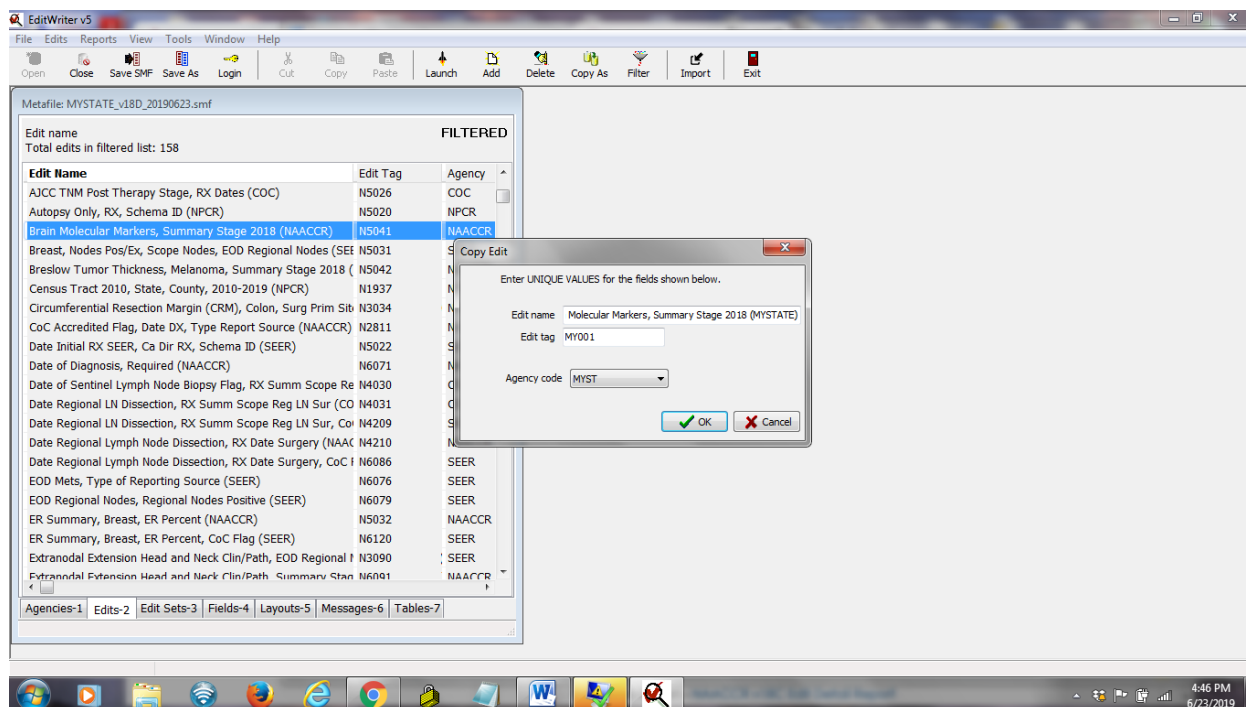 EditWriter v5
File Edits Reports View Tools Window Help
Open Close Save SMF Save As Login Cut Copy Paste Launch Add Delete Copy As Filter Import Exit
Metafile: MYSTATE_v18D_20190623.smf
Edit name FILTERED
Total edits in filtered list: 158
Edit Name Edit Tag Agency
AJCC TNM Post Therapy Stage, RX Dates (COC) N5026 COC
Autopsy Only, RX, Schema ID (NPCR) N5020 NPCR
Brain Molecular Markers, Summary Stage 2018 (NAACCR) N5041 NAACCR
Breast, Nodes Pos/Ex, Scope Nodes, EOD Regional Nodes (SEE N5031 S
Breslow Tumor Thickness, Melanoma, Summary Stage 2018 ( N5042 N
Census Tract 2010, State, County, 2010-2019 (NPCR) N1937 N
Circumferential Resection Margin (CRM), Colon, Surg Prim Sit N3034 N
CoC Accredited Flag, Date DX, Type Report Source (NAACCR) N2811 N
Date Initial RX SEER, Ca Dir RX, Schema ID (SEER) N5022 S
Date of Diagnosis, Required (NAACCR) N6071 N
Date of Sentinel Lymph Node Biopsy Flag, RX Summ Scope Re N4030 C
Date Regional LN Dissection, RX Summ Scope Reg LN Sur (CO N4031 C
Date Regional LN Dissection, RX Summ Scope Reg LN Sur, Co N4209 S
Date Regional Lymph Node Dissection, RX Date Surgery (NAAC N4210 N
Date Regional Lymph Node Dissection, RX Date Surgery, CoC F N6086 SEER
EOD Mets, Type of Reporting Source (SEER) N6076 SEER
EOD Regional Nodes, Regional Nodes Positive (SEER) N6079 SEER
ER Summary, Breast, ER Percent (NAACCR) N5032 NAACCR
ER Summary, Breast, ER Percent, CoC Flag (SEER) N6120 SEER
Extranodal Extension Head and Neck Clin/Path, EOD Regional N3090 SEER
Extranodal Extension Head and Neck Clin/Path, Summary Stag N6091 NAACCR
Agencies-1 Edits-2 Edit Sets-3 Fields-4 Layouts-5 Messages-6 Tables-7
Copy Edit
Enter UNIQUE VALUES for the fields shown below.
Edit name Molecular Markers, Summary Stage 2018 (MYSTATE)
Edit tag MY001
Agency code MYST
OK Cancel
4:46 PM
6/23/2019